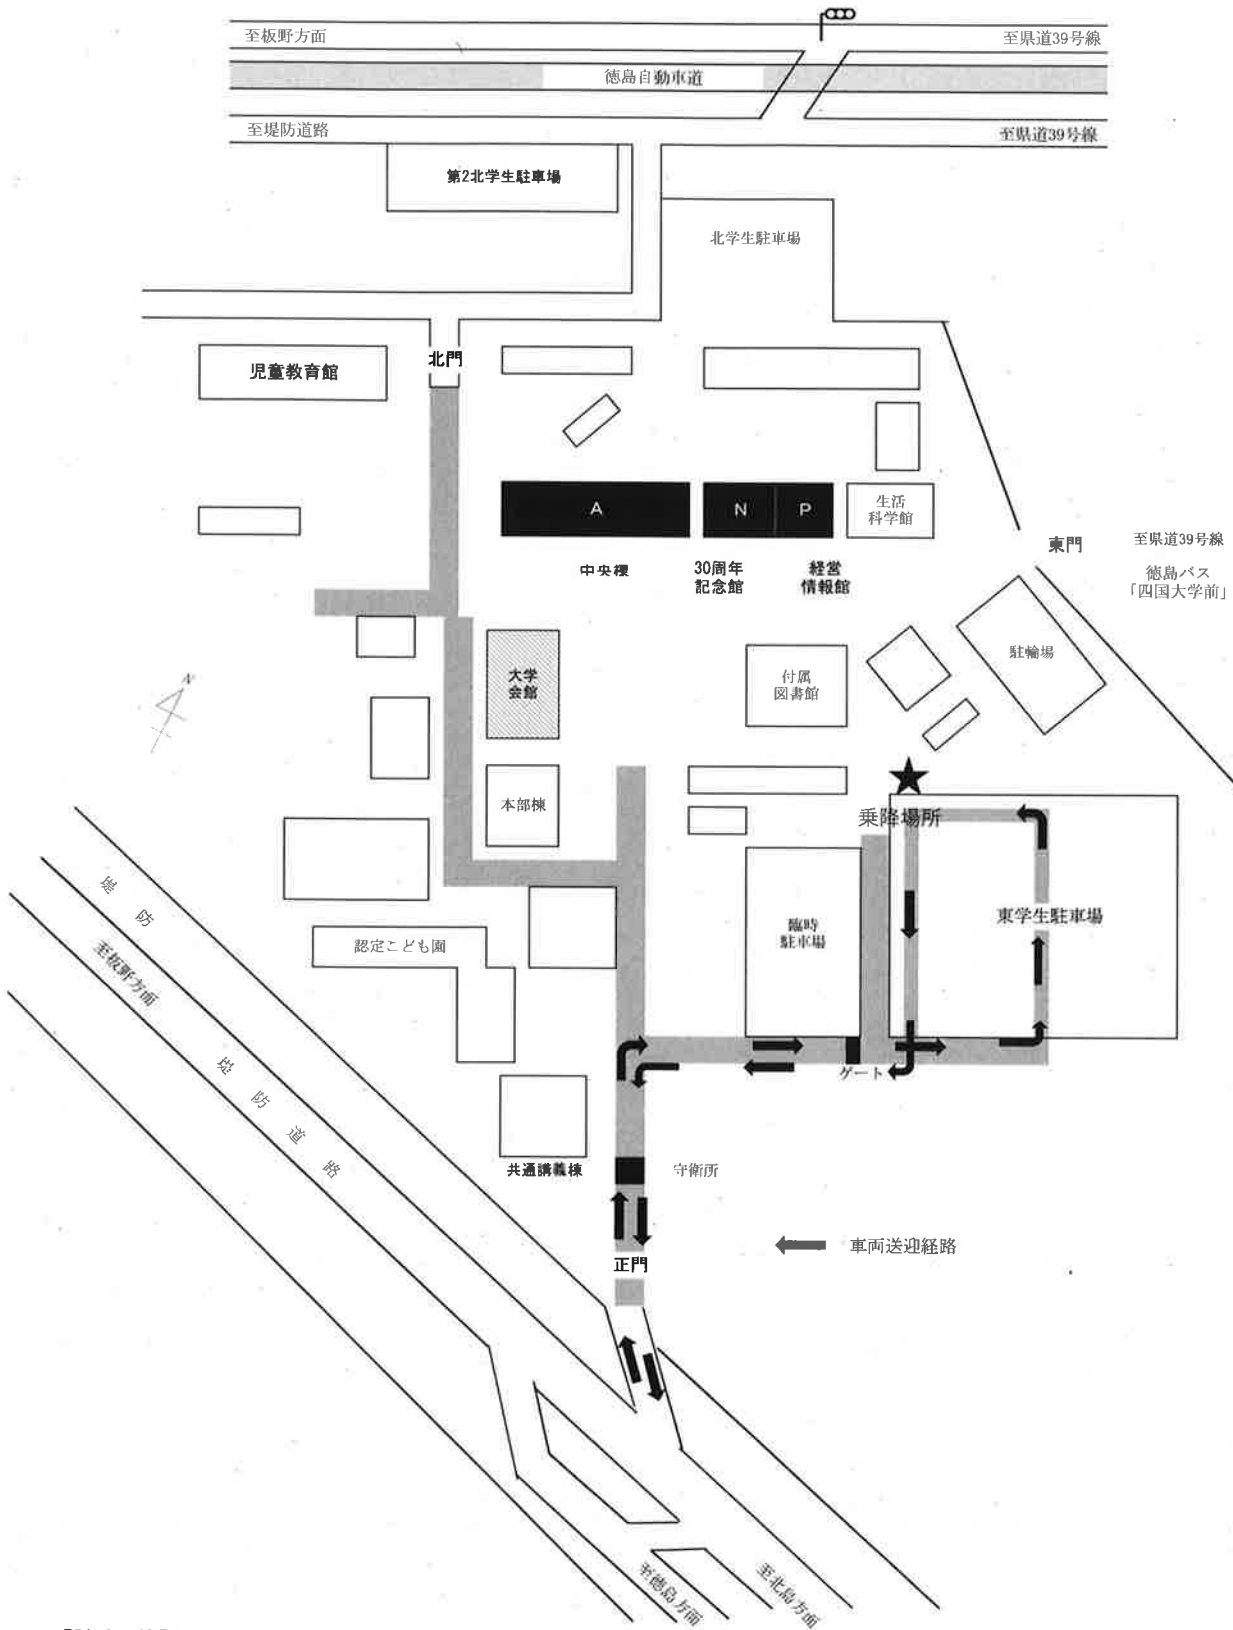 至板野方面
至県道39号線
徳島自動車道
至堤防道路
至県道39号線
第2北学生駐車場
北学生駐車場
児童教育館
北門
A
N
P
生活
科学館
中央棟
30周年
記念館
経営
情報館
東門
至県道39号線
徳島バス
「四国大学前」
大学
会館
付属
図書館
駐輪場
N
本部棟
乗降場所
臨時
駐車場
東学生駐車場
堤防
至板野方面
認定こども園
堤防道路
ゲート
共通講義棟
守衛所
正門
車両送迎経路
至徳島方面
至北島方面